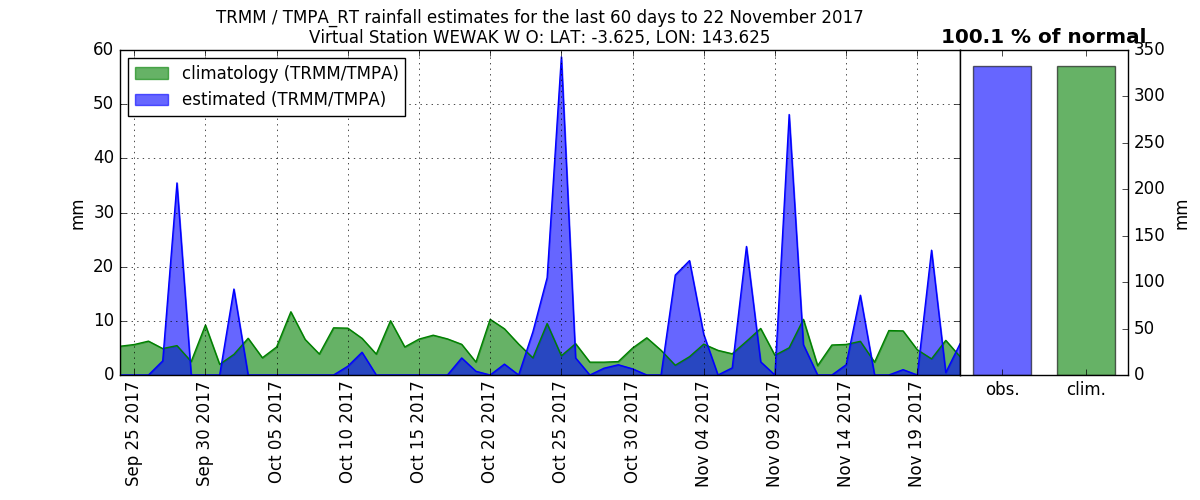 TRMM / TMPA_RT rainfall estimates for the last 60 days to 22 November 2017
Virtual Station WEWAK W O: LAT: -3.625, LON: 143.625
100.1 % of normal
climatology (TRMM/TMPA)
estimated (TRMM/TMPA)
60
50
40
30
20
10
0
mm
350
300
250
200
150
100
50
0
mm
obs.
clim.
Sep 25 2017
Sep 30 2017
Oct 05 2017
Oct 10 2017
Oct 15 2017
Oct 20 2017
Oct 25 2017
Oct 30 2017
Nov 04 2017
Nov 09 2017
Nov 14 2017
Nov 19 2017